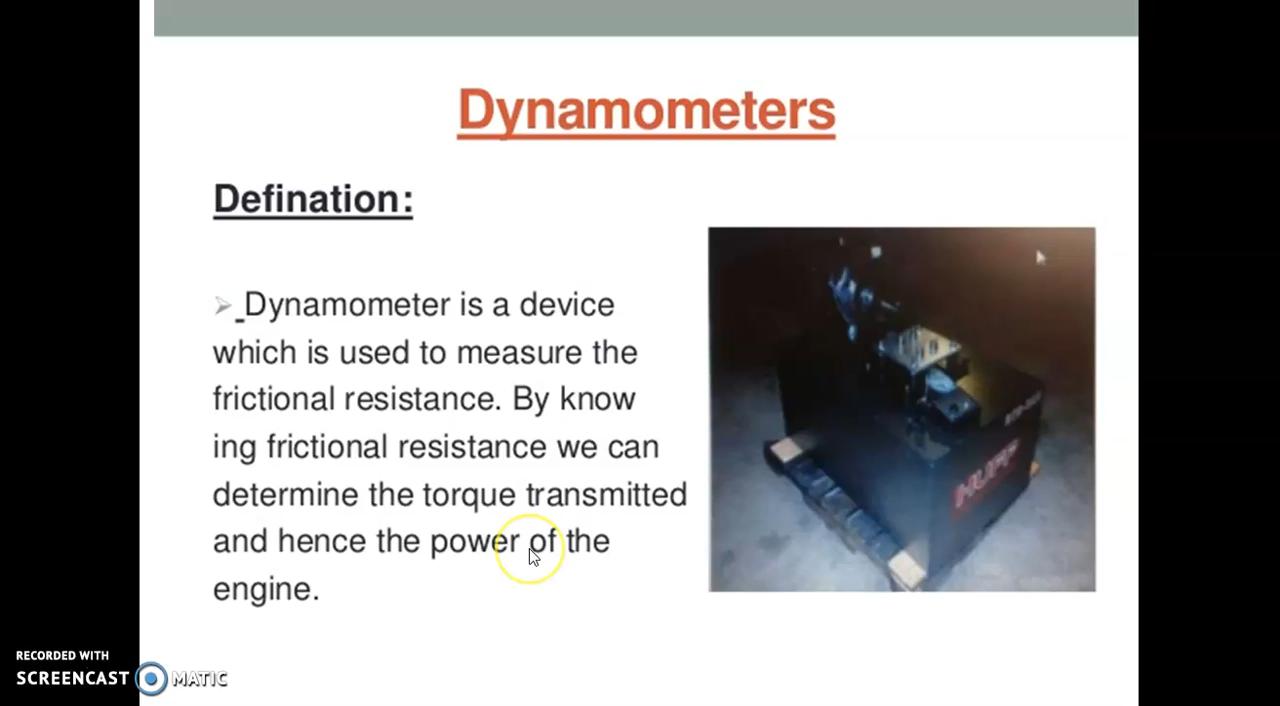 Dynamometers
Defination:
Dynamometer is a device
which is used to measure the
frictional resistance. By know
ing frictional resistance we can
determine the torque transmitted
and hence the power of the
engine.
HUFF
RECORDED WITH
SCREENCAST MATIC